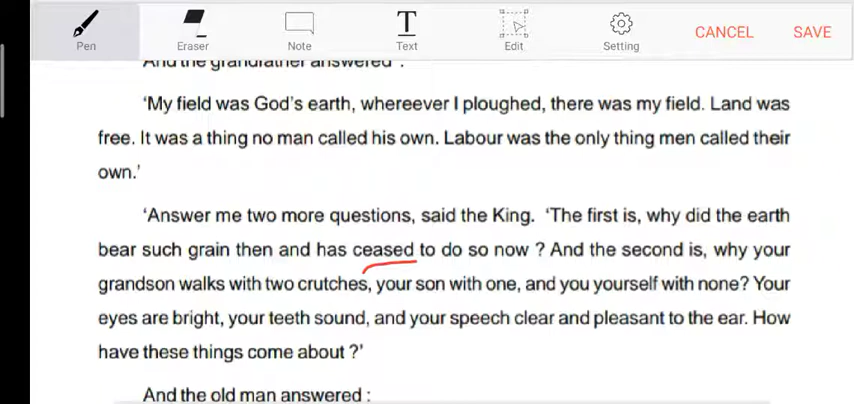 Pen
Eraser
Note
Text
Edit
Setting
CANCEL
SAVE
And the grandfather answered :
‘My field was God’s earth, whereever I ploughed, there was my field. Land was
free. It was a thing no man called his own. Labour was the only thing men called their
own.’
‘Answer me two more questions, said the King. ‘The first is, why did the earth
bear such grain then and has ceased to do so now ? And the second is, why your
grandson walks with two crutches, your son with one, and you yourself with none? Your
eyes are bright, your teeth sound, and your speech clear and pleasant to the ear. How
have these things come about ?’
And the old man answered :